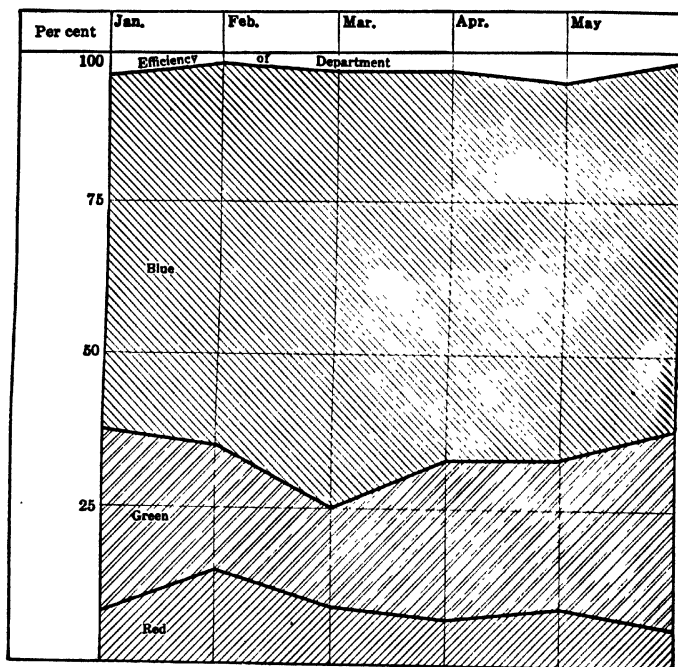 Per cent Jan. Feb. Mar. Apr. May
100 Efficiency of Department
75
Blue
50
25
Green
Red